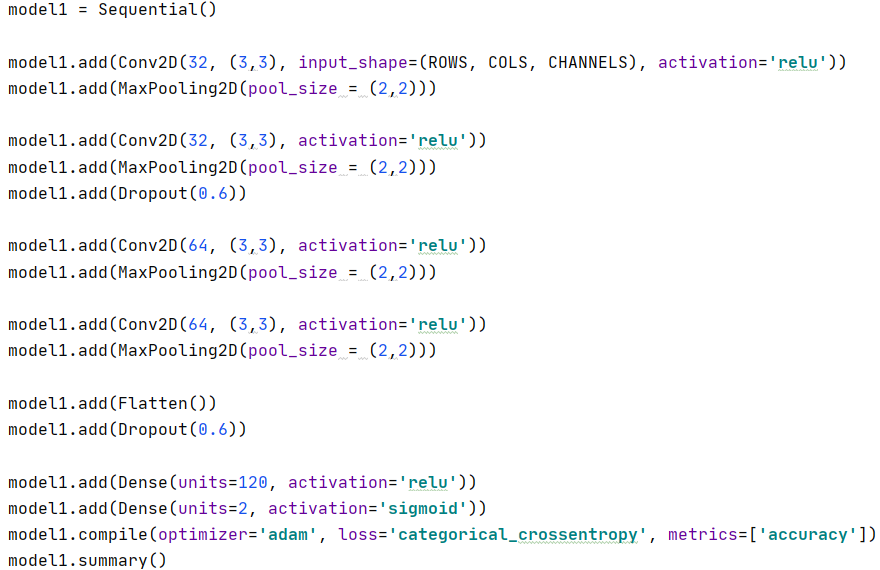 model1 = Sequential()
model1.add(Conv2D(32, (3,3), input_shape=(ROWS, COLS, CHANNELS), activation='relu'))
model1.add(MaxPooling2D(pool_size = (2,2)))
model1.add(Conv2D(32, (3,3), activation='relu'))
model1.add(MaxPooling2D(pool_size = (2,2)))
model1.add(Dropout(0.6))
model1.add(Conv2D(64, (3,3), activation='relu'))
model1.add(MaxPooling2D(pool_size = (2,2)))
model1.add(Conv2D(64, (3,3), activation='relu'))
model1.add(MaxPooling2D(pool_size = (2,2)))
model1.add(Flatten())
model1.add(Dropout(0.6))
model1.add(Dense(units=120, activation='relu'))
model1.add(Dense(units=2, activation='sigmoid'))
model1.compile(optimizer='adam', loss='categorical_crossentropy', metrics=['accuracy'])
model1.summary()